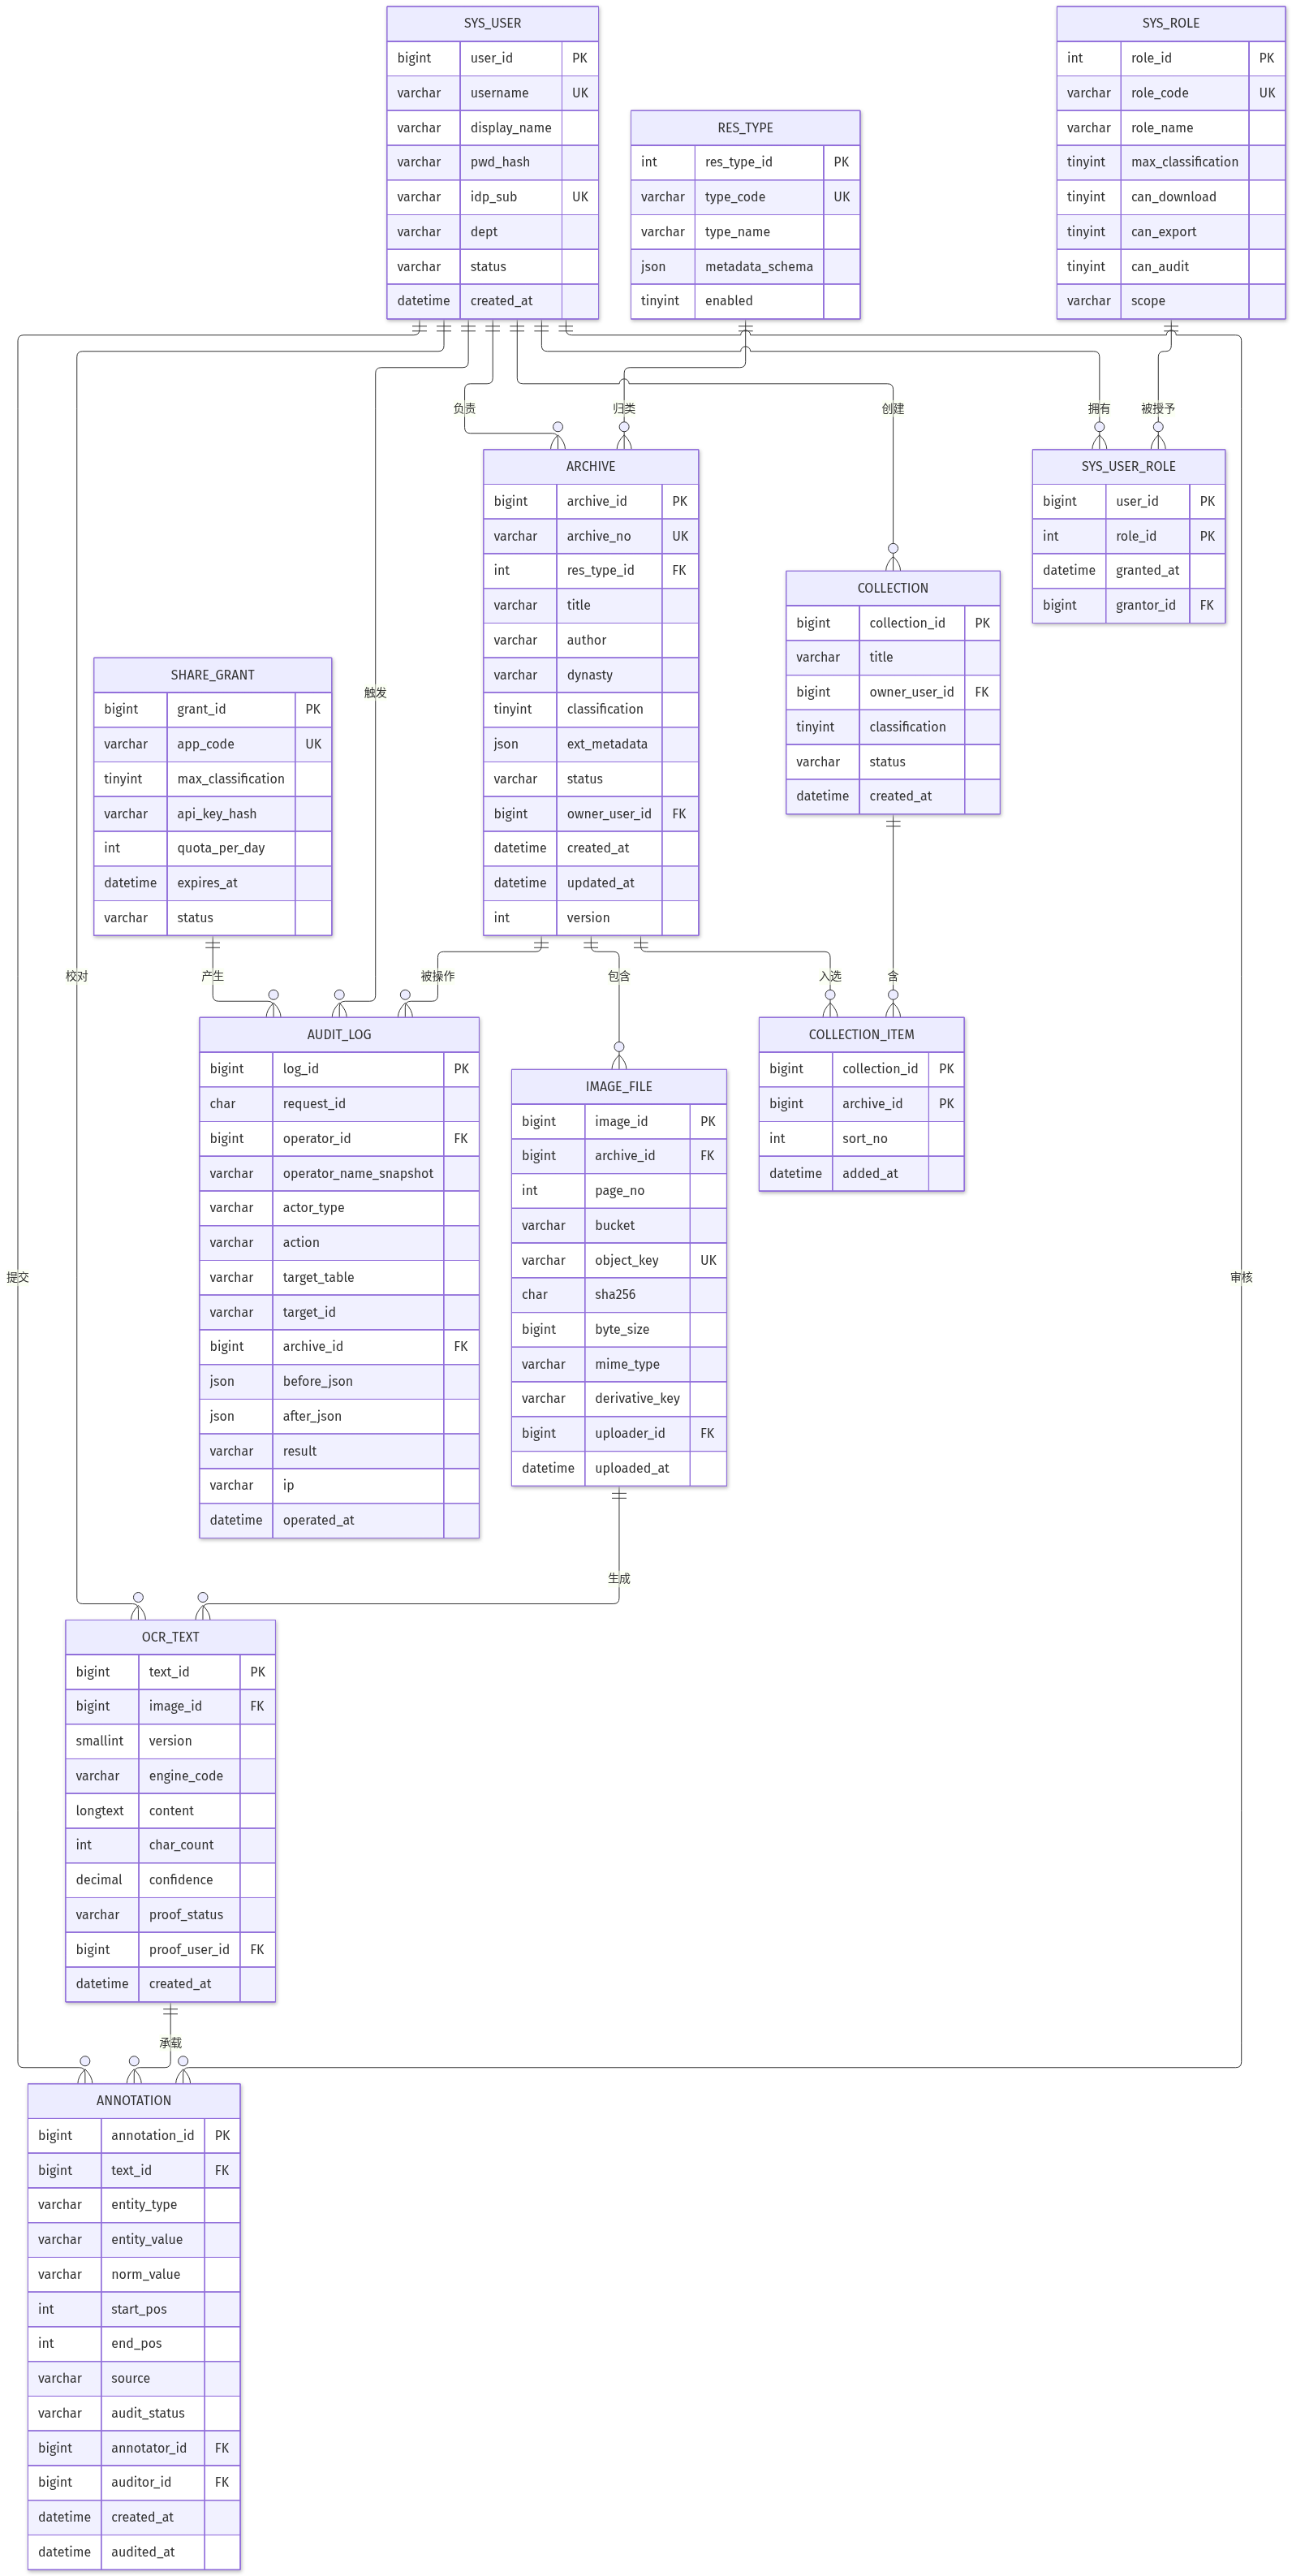 SYS_USER
bigint user_id PK
varchar username UK
varchar display_name
varchar pwd_hash
varchar idp_sub UK
varchar dept
varchar status
datetime created_at
RES_TYPE
int res_type_id PK
varchar type_code UK
varchar type_name
json metadata_schema
tinyint enabled
SYS_ROLE
int role_id PK
varchar role_code UK
varchar role_name
tinyint max_classification
tinyint can_download
tinyint can_export
tinyint can_audit
varchar scope
负责
归类
创建
拥有
被授予
ARCHIVE
bigint archive_id PK
varchar archive_no UK
int res_type_id FK
varchar title
varchar author
varchar dynasty
tinyint classification
json ext_metadata
varchar status
bigint owner_user_id FK
datetime created_at
datetime updated_at
int version
SYS_USER_ROLE
bigint user_id PK
int role_id PK
datetime granted_at
bigint grantor_id FK
COLLECTION
bigint collection_id PK
varchar title
bigint owner_user_id FK
tinyint classification
varchar status
datetime created_at
SHARE_GRANT
bigint grant_id PK
varchar app_code UK
tinyint max_classification
varchar api_key_hash
int quota_per_day
datetime expires_at
varchar status
触发
校对
产生
被操作
包含
入选
含
AUDIT_LOG
bigint log_id PK
char request_id
bigint operator_id FK
varchar operator_name_snapshot
varchar actor_type
varchar action
varchar target_table
varchar target_id
bigint archive_id FK
json before_json
json after_json
varchar result
varchar ip
datetime operated_at
IMAGE_FILE
bigint image_id PK
bigint archive_id FK
int page_no
varchar bucket
varchar object_key UK
char sha256
bigint byte_size
varchar mime_type
varchar derivative_key
bigint uploader_id FK
datetime uploaded_at
COLLECTION_ITEM
bigint collection_id PK
bigint archive_id PK
int sort_no
datetime added_at
提交
审核
生成
OCR_TEXT
bigint text_id PK
bigint image_id FK
smallint version
varchar engine_code
longtext content
int char_count
decimal confidence
varchar proof_status
bigint proof_user_id FK
datetime created_at
承载
ANNOTATION
bigint annotation_id PK
bigint text_id FK
varchar entity_type
varchar entity_value
varchar norm_value
int start_pos
int end_pos
varchar source
varchar audit_status
bigint annotator_id FK
bigint auditor_id FK
datetime created_at
datetime audited_at